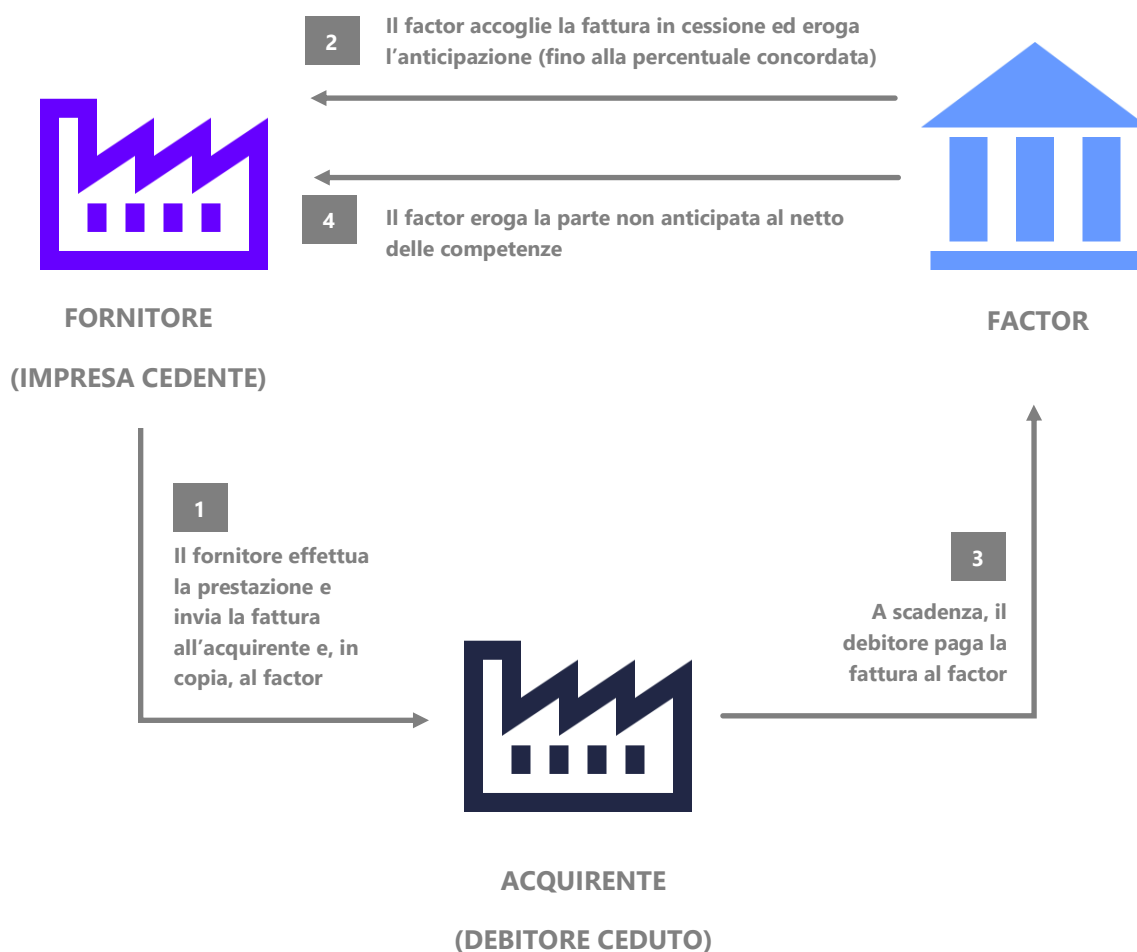 2
Il factor accoglie la fattura in cessione ed eroga
l’anticipazione (fino alla percentuale concordata)
4
Il factor eroga la parte non anticipata al netto
delle competenze
FORNITORE
(IMPRESA CEDENTE)
FACTOR
1
Il fornitore effettua
la prestazione e
invia la fattura
all’acquirente e, in
copia, al factor
3
A scadenza, il
debitore paga la
fattura al factor
ACQUIRENTE
(DEBITORE CEDUTO)